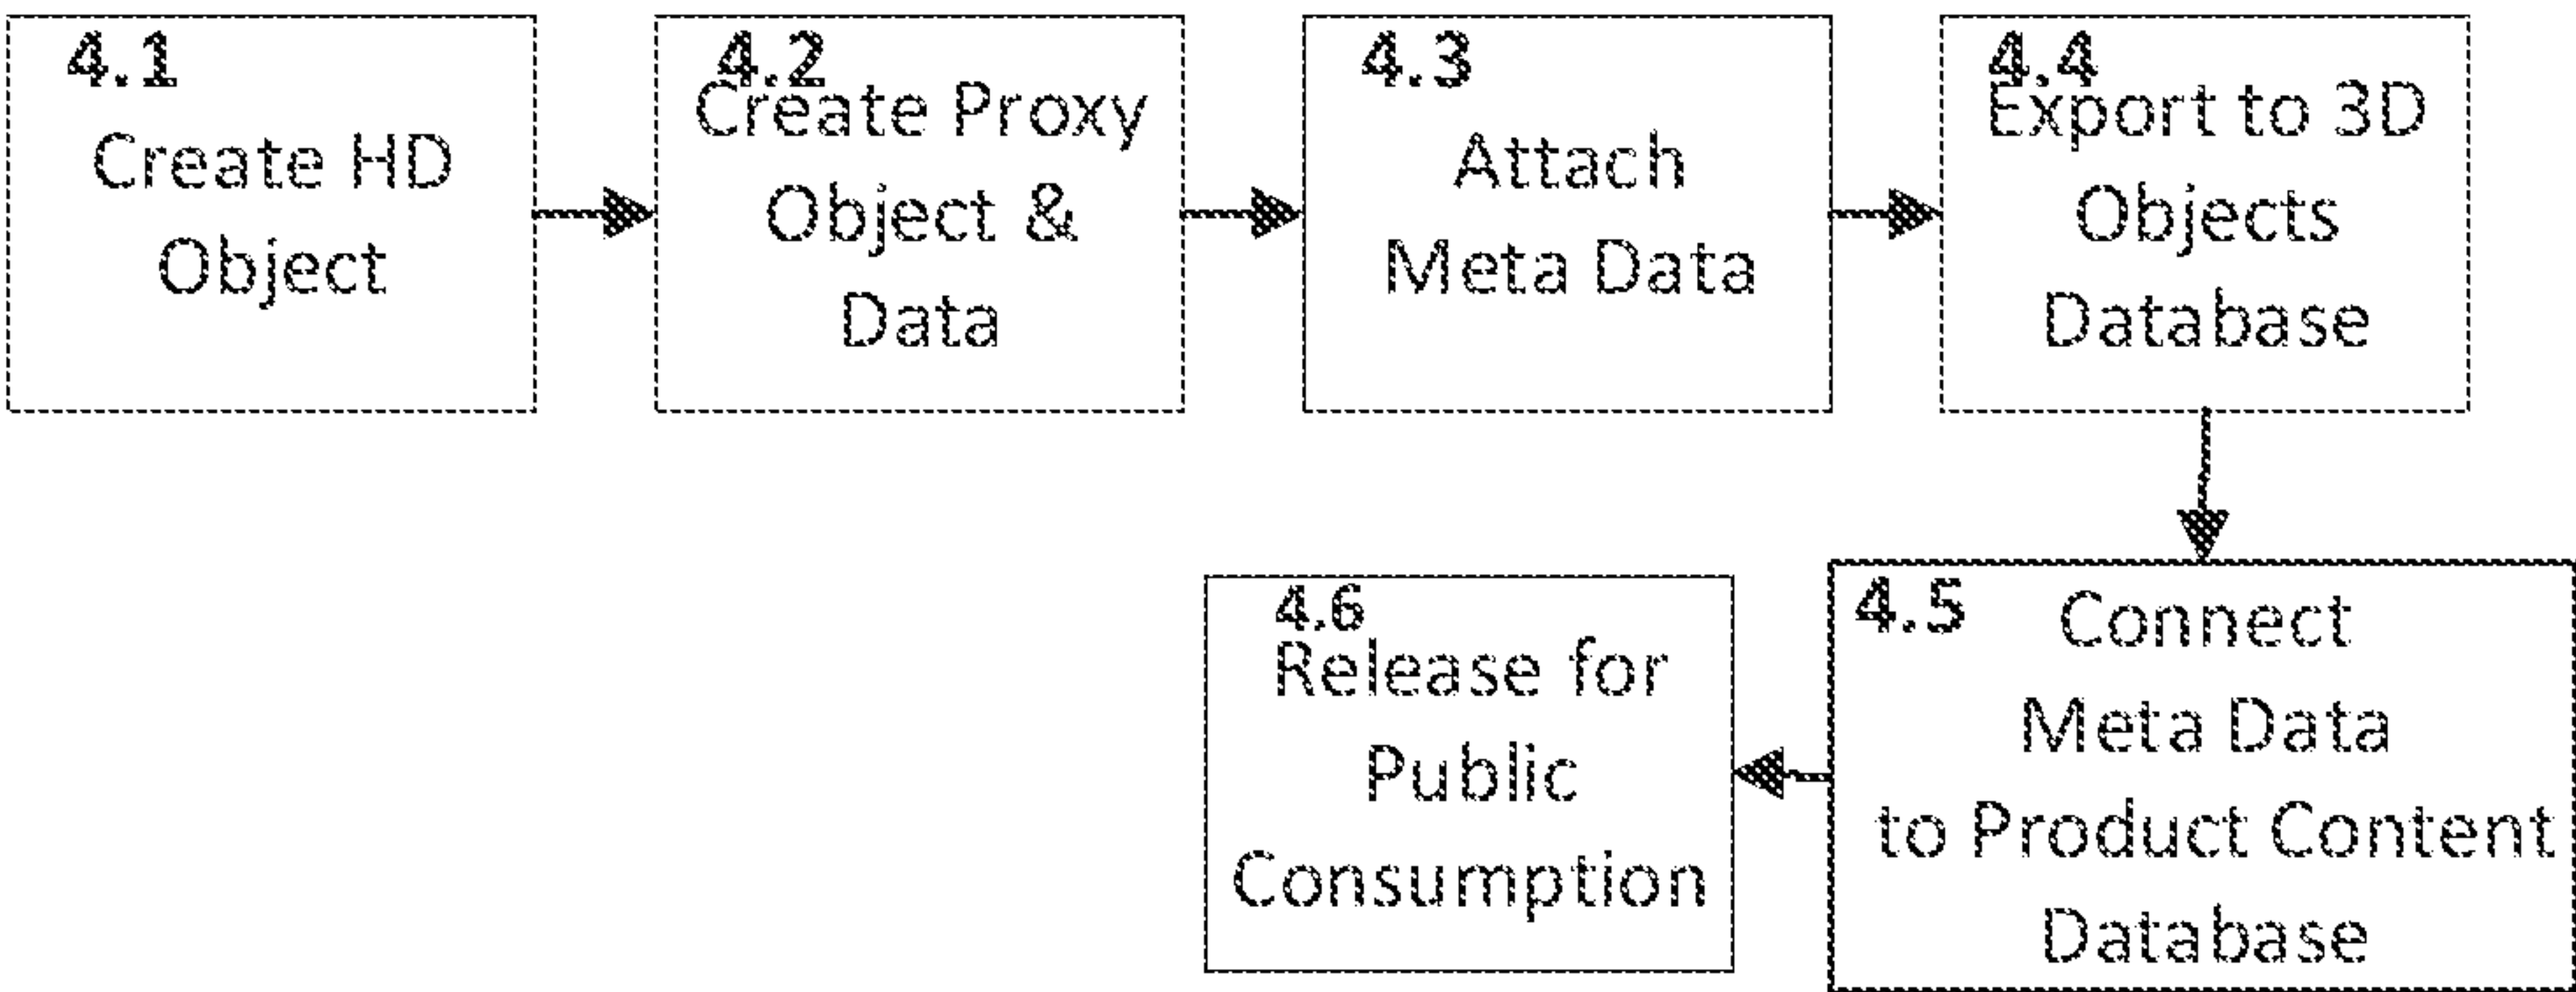 4.1
Create HD
Object
4.2
Create Proxy
Object &
Data
4.3
Attach
Meta Data
4.4
Export to 3D
Objects
Database
4.5 Connect
Meta Data
to Product Content
Database
4.6
Release for
Public
Consumption